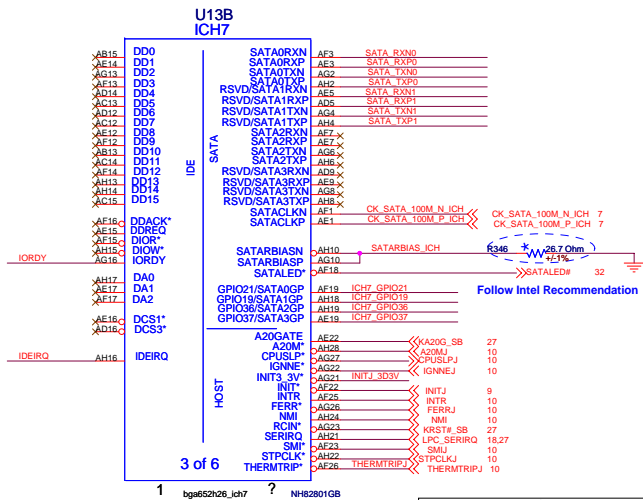 U13B
ICH7
AB15 DD0 SATA0RXN AF3 SATA_RXN0
AE14 DD1 SATA0RXP AE3 SATA_RXP0
AG13 DD2 SATA0TXN AG2 SATA_TXN0
AF13 DD3 SATA0TXP AH2 SATA_TXP0
AD14 DD4 RSVD/SATA1RXN AE5 SATA_RXN1
AC13 DD5 RSVD/SATA1RXP AD5 SATA_RXP1
AD12 DD6 RSVD/SATA1TXN AG4 SATA_TXN1
AC12 DD7 RSVD/SATA1TXP AH4 SATA_TXP1
AE12 DD8 SATA2RXN AF7
AF12 DD9 SATA2RXP AE7
AB13 DD10 SATA2TXN AG6
AC14 DD11 SATA2TXP AH6
AF14 DD12 RSVD/SATA3RXN AD9
AH13 DD13 RSVD/SATA3RXP AE9
AH14 DD14 RSVD/SATA3TXN AG8
AC15 DD15 RSVD/SATA3TXP AH8
IDE
SATA
SATACLKN AF1 CK_SATA_100M_N_ICH CK_SATA_100M_N_ICH 7
SATACLKP AE1 CK_SATA_100M_P_ICH CK_SATA_100M_P_ICH 7
AF16 DDACK*
AE15 DDREQ
AF15 DIOR*
AH15 DIOW* SATARBIASN AH10 SATARBIAS_ICH R346 * 26.7 Ohm
IORDY AG16 IORDY SATARBIASP AG10 +/-1%
SATALED* AF18 SATALED# 32
Follow Intel Recommendation
AH17 DA0
AE17 DA1 GPIO21/SATA0GP AF19 ICH7_GPIO21
AF17 DA2 GPIO19/SATA1GP AH18 ICH7_GPIO19
GPIO36/SATA2GP AH19 ICH7_GPIO36
AE16 DCS1* GPIO37/SATA3GP AE19 ICH7_GPIO37
AD16 DCS3*
A20GATE AE22 KA20G_SB 27
A20M* AH28 A20MJ 10
IDEIRQ AH16 IDEIRQ CPUSLP* AG27 CPUSLPJ 10
IGNNE* AG22 IGNNEJ 10
INIT3_3V* AG21 INITJ_3D3V
HOST
INIT* AF22 INITJ 9
INTR AF25 INTR 10
FERR* AG26 FERRJ 10
NMI AH24 NMI 10
RCIN* AG23 KRST#_SB 27
SERIRQ AH21 LPC_SERIRQ 18,27
SMI* AF23 SMIJ 10
STPCLK* AH22 STPCLKJ 10
THERMTRIP* AF26 THERMTRIPJ THERMTRIPJ 10
3 of 6
1 bga652h26_ich7 ? NH82801GB